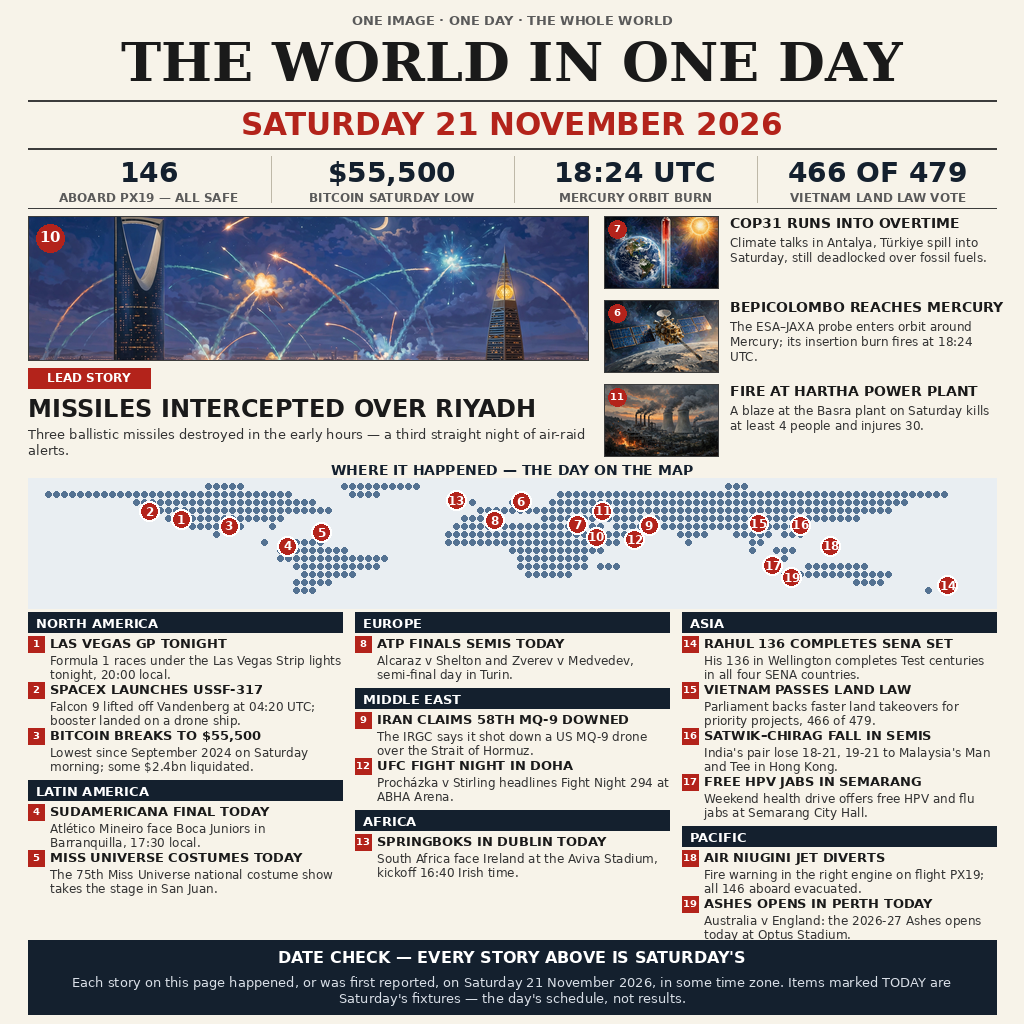 ONE IMAGE · ONE DAY · THE WHOLE WORLD
THE WORLD IN ONE DAY
SATURDAY 21 NOVEMBER 2026
146
ABOARD PX19 — ALL SAFE
$55,500
BITCOIN SATURDAY LOW
18:24 UTC
MERCURY ORBIT BURN
466 OF 479
VIETNAM LAND LAW VOTE
10
LEAD STORY
MISSILES INTERCEPTED OVER RIYADH
Three ballistic missiles destroyed in the early hours — a third straight night of air-raid
alerts.
7
COP31 RUNS INTO OVERTIME
Climate talks in Antalya, Türkiye spill into
Saturday, still deadlocked over fossil fuels.
6
BEPICOLOMBO REACHES MERCURY
The ESA–JAXA probe enters orbit around
Mercury; its insertion burn fires at 18:24
UTC.
11
FIRE AT HARTHA POWER PLANT
A blaze at the Basra plant on Saturday kills
at least 4 people and injures 30.
WHERE IT HAPPENED — THE DAY ON THE MAP
2
1
3
4
5
13
6
8
7
11
10
12
9
15
16
18
17
19
14
NORTH AMERICA
1 LAS VEGAS GP TONIGHT
Formula 1 races under the Las Vegas Strip lights
tonight, 20:00 local.
2 SPACEX LAUNCHES USSF-317
Falcon 9 lifted off Vandenberg at 04:20 UTC;
booster landed on a drone ship.
3 BITCOIN BREAKS TO $55,500
Lowest since September 2024 on Saturday
morning; some $2.4bn liquidated.
LATIN AMERICA
4 SUDAMERICANA FINAL TODAY
Atlético Mineiro face Boca Juniors in
Barranquilla, 17:30 local.
5 MISS UNIVERSE COSTUMES TODAY
The 75th Miss Universe national costume show
takes the stage in San Juan.
EUROPE
8 ATP FINALS SEMIS TODAY
Alcaraz v Shelton and Zverev v Medvedev,
semi-final day in Turin.
MIDDLE EAST
9 IRAN CLAIMS 58TH MQ-9 DOWNED
The IRGC says it shot down a US MQ-9 drone
over the Strait of Hormuz.
12 UFC FIGHT NIGHT IN DOHA
Procházka v Stirling headlines Fight Night 294 at
ABHA Arena.
AFRICA
13 SPRINGBOKS IN DUBLIN TODAY
South Africa face Ireland at the Aviva Stadium,
kickoff 16:40 Irish time.
ASIA
14 RAHUL 136 COMPLETES SENA SET
His 136 in Wellington completes Test centuries
in all four SENA countries.
15 VIETNAM PASSES LAND LAW
Parliament backs faster land takeovers for
priority projects, 466 of 479.
16 SATWIK–CHIRAG FALL IN SEMIS
India's pair lose 18-21, 19-21 to Malaysia's Man
and Tee in Hong Kong.
17 FREE HPV JABS IN SEMARANG
Weekend health drive offers free HPV and flu
jabs at Semarang City Hall.
PACIFIC
18 AIR NIUGINI JET DIVERTS
Fire warning in the right engine on flight PX19;
all 146 aboard evacuated.
19 ASHES OPENS IN PERTH TODAY
Australia v England: the 2026-27 Ashes opens
today at Optus Stadium.
DATE CHECK — EVERY STORY ABOVE IS SATURDAY'S
Each story on this page happened, or was first reported, on Saturday 21 November 2026, in some time zone. Items marked TODAY are
Saturday's fixtures — the day's schedule, not results.